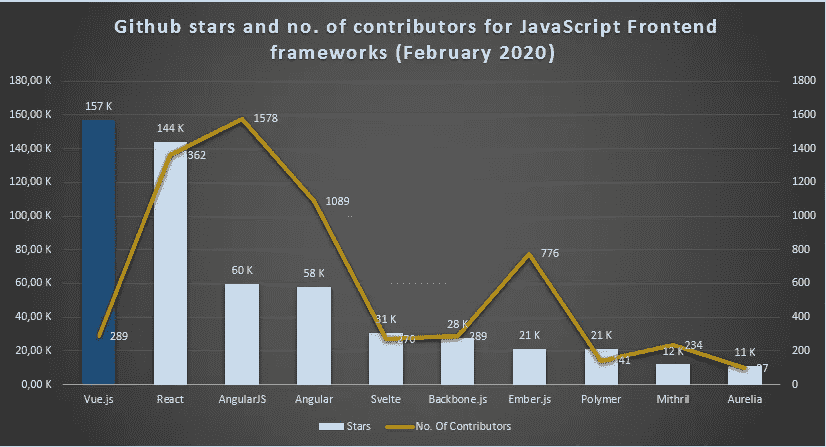 Github stars and no. of contributors for JavaScript Frontend
frameworks (February 2020)
180,00 K
160,00 K
140,00 K
120,00 K
100,00 K
80,00 K
60,00 K
40,00 K
20,00 K
0,00 K
1800
1600
1400
1200
1000
800
600
400
200
0
157 K
144 K
60 K
58 K
31 K
28 K
21 K
21 K
12 K
11 K
289
1362
1578
1089
270
289
776
234
Vue.js
React
AngularJS
Angular
Svelte
Backbone.js
Ember.js
Polymer
Mithril
Aurelia
Stars
No. Of Contributors